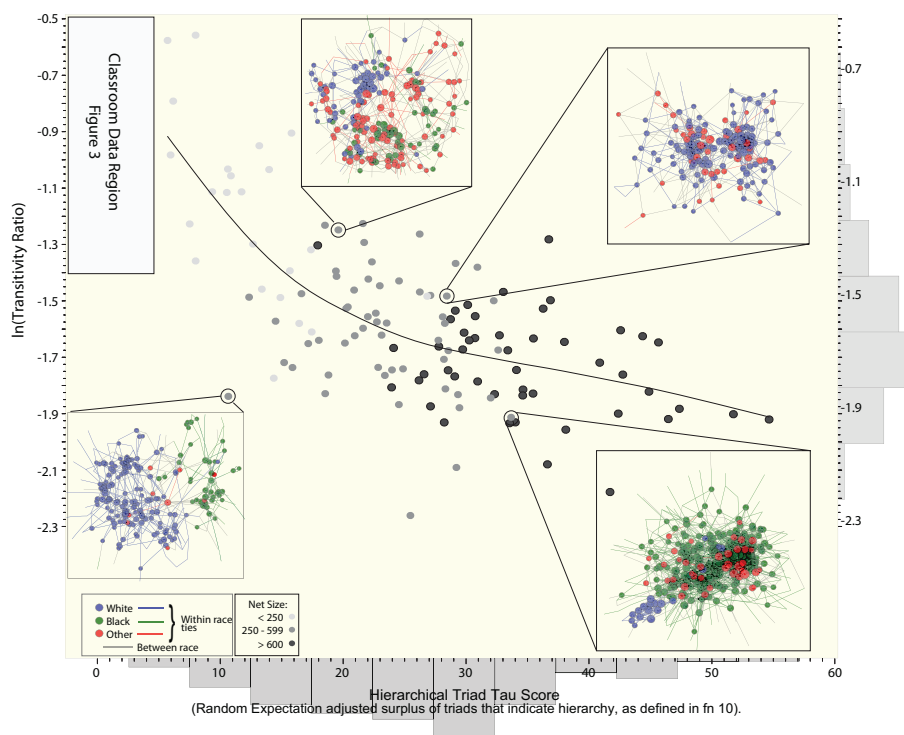 -0.5
-0.7
-0.9
-1.1
-1.3
-1.5
-1.7
-1.9
-2.1
-2.3
ln(Transitivity Ratio)
Classroom Data Region
Figure 3
-0.7
-1.1
-1.5
-1.9
-2.3
White
Black
Other
Within race
ties
Between race
Net Size:
< 250
250 - 599
> 600
0 10 20 30 40 50 60
Hierarchical Triad Tau Score
(Random Expectation adjusted surplus of triads that indicate hierarchy, as defined in fn 10).